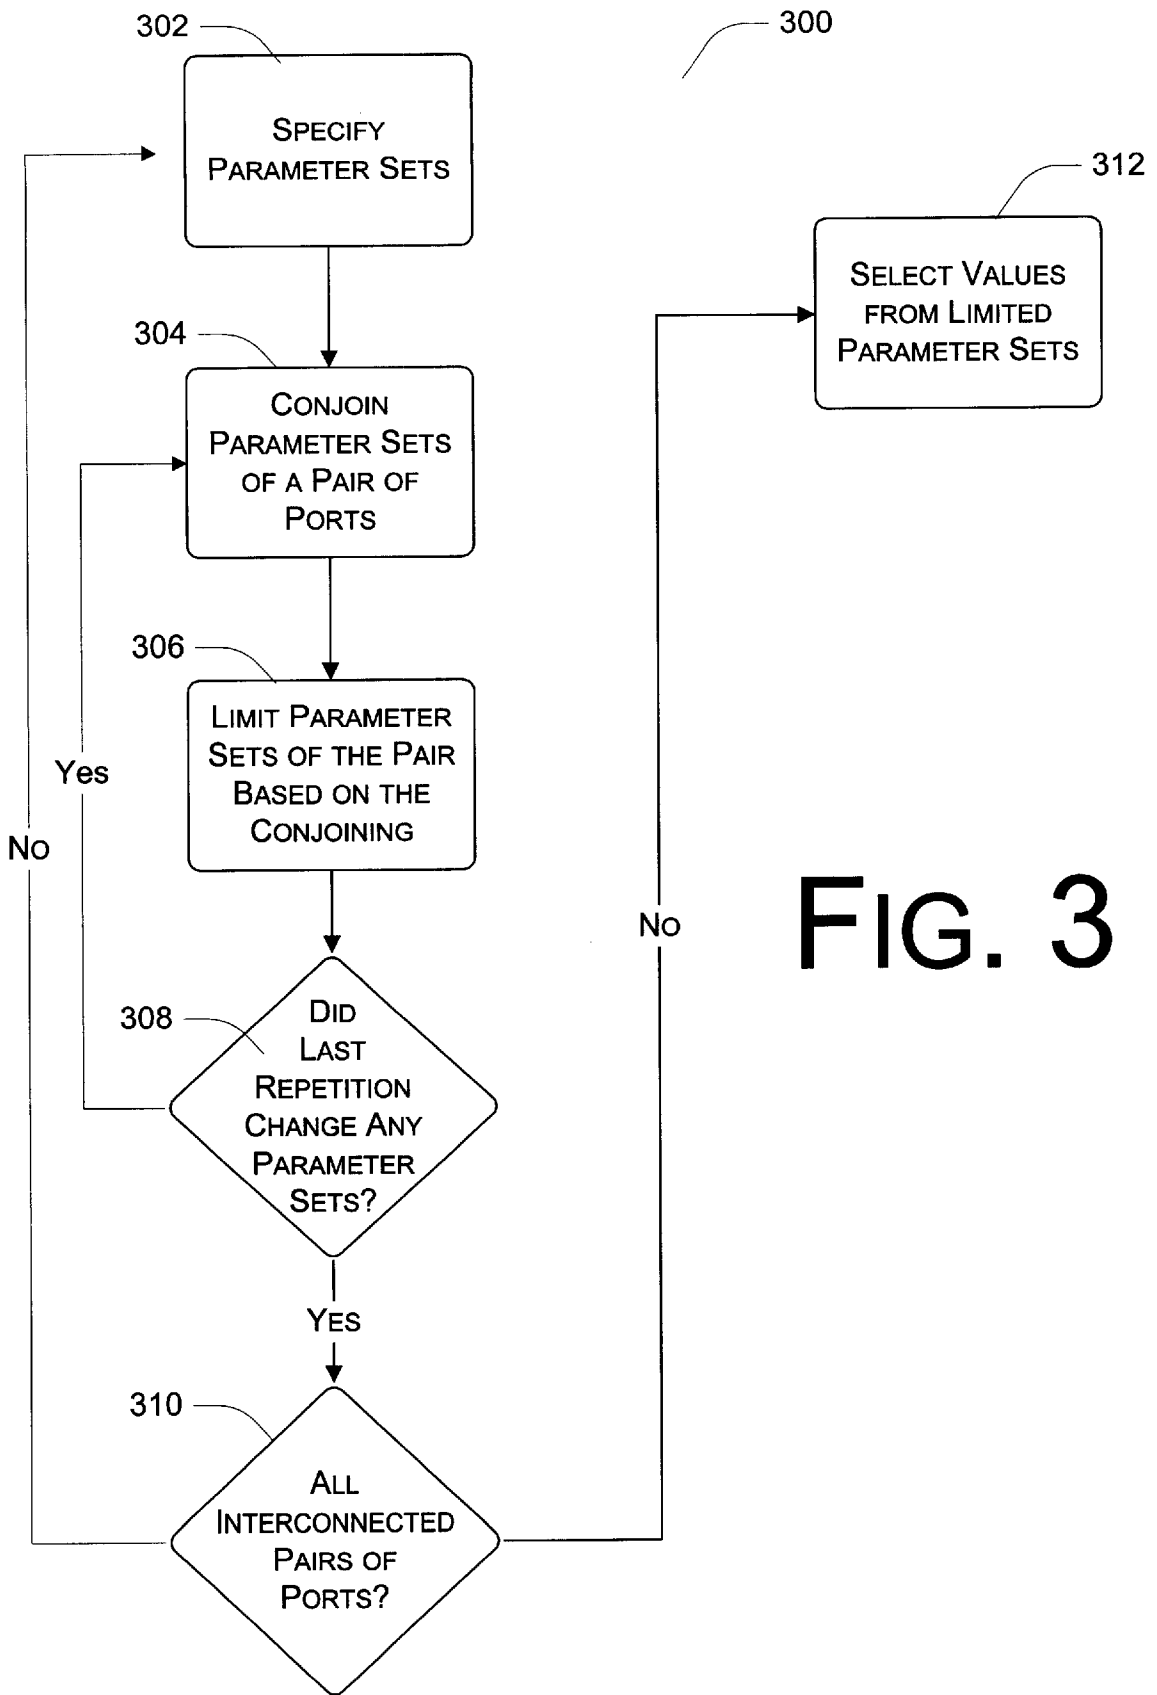 302
300
SPECIFY
PARAMETER SETS
312
SELECT VALUES
FROM LIMITED
PARAMETER SETS
304
CONJOIN
PARAMETER SETS
OF A PAIR OF
PORTS
306
LIMIT PARAMETER
SETS OF THE PAIR
BASED ON THE
CONJOINING
Yes
NO
NO
FIG. 3
308
DID
LAST
REPETITION
CHANGE ANY
PARAMETER
SETS?
YES
310
ALL
INTERCONNECTED
PAIRS OF
PORTS?